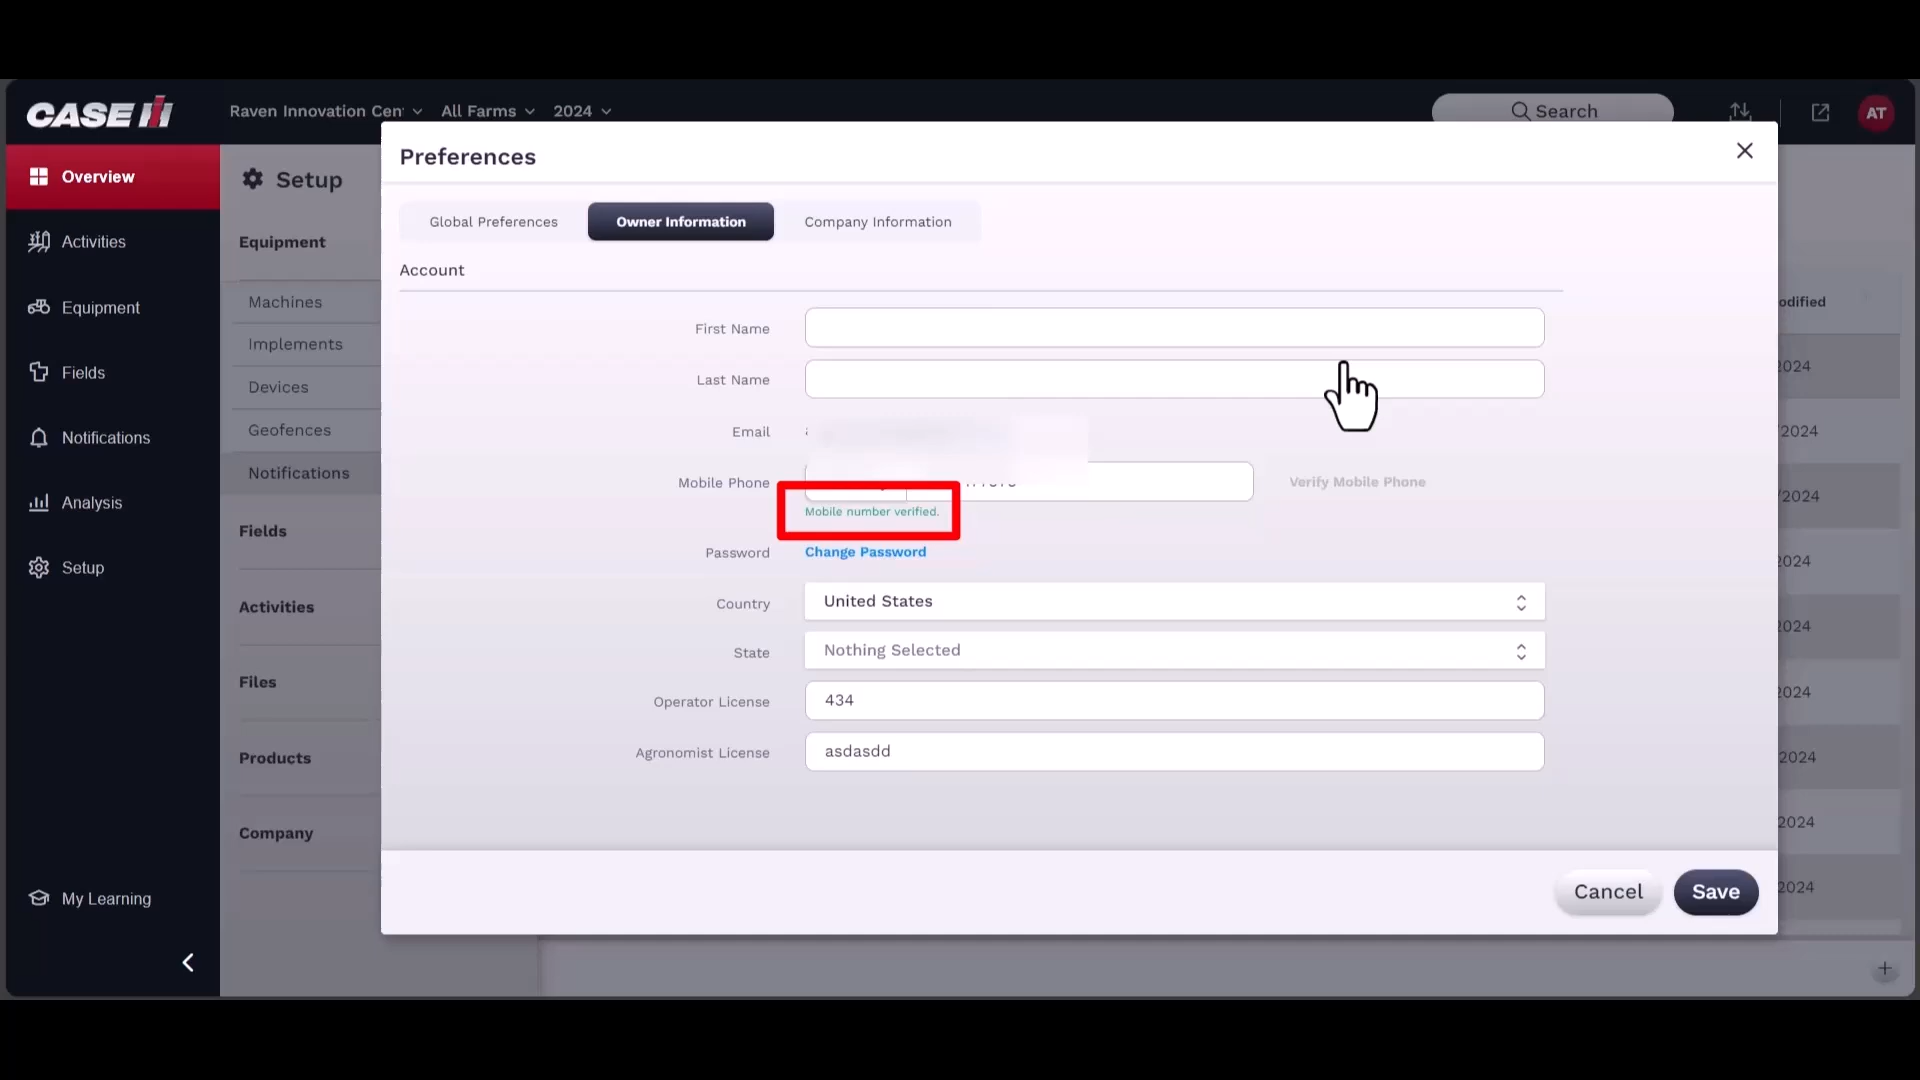 CASE IH
Raven Innovation Cen
All Farms
2024
Search
AT
Overview
Activities
Equipment
Fields
Notifications
Analysis
Setup
My Learning
Setup
Equipment
Machines
Implements
Devices
Geofences
Notifications
Fields
Activities
Files
Products
Company
Preferences
Global Preferences
Owner Information
Company Information
Account
First Name
Last Name
Email
Mobile Phone
Verify Mobile Phone
Mobile number verified.
Password
Change Password
Country
United States
State
Nothing Selected
Operator License
434
Agronomist License
asdasdd
Cancel
Save
odified
2024
/2024
/2024
2024
2024
2024
2024
2024
2024